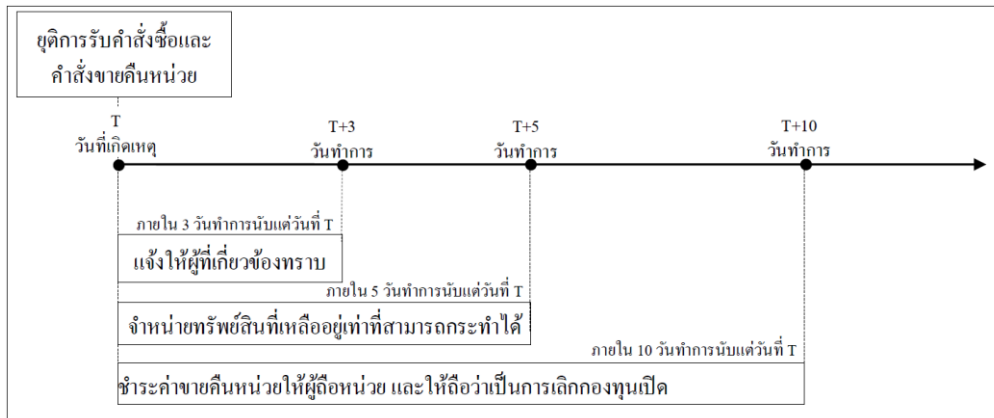 ยุติการรับคำสั่งซื้อและ
คำสั่งขายคืนหน่วย
T
วันที่เกิดเหตุ
T+3
วันทำการ
T+5
วันทำการ
T+10
วันทำการ
ภายใน 3 วันทำการนับแต่วันที่ T
แจ้งให้ผู้ที่เกี่ยวข้องทราบ
ภายใน 5 วันทำการนับแต่วันที่ T
จำหน่ายทรัพย์สินที่เหลืออยู่เท่าที่สามารถกระทำได้
ภายใน 10 วันทำการนับแต่วันที่ T
ชำระค่าขายคืนหน่วยให้ผู้ถือหน่วย และให้ถือว่าเป็นการเลิกกองทุนเปิด